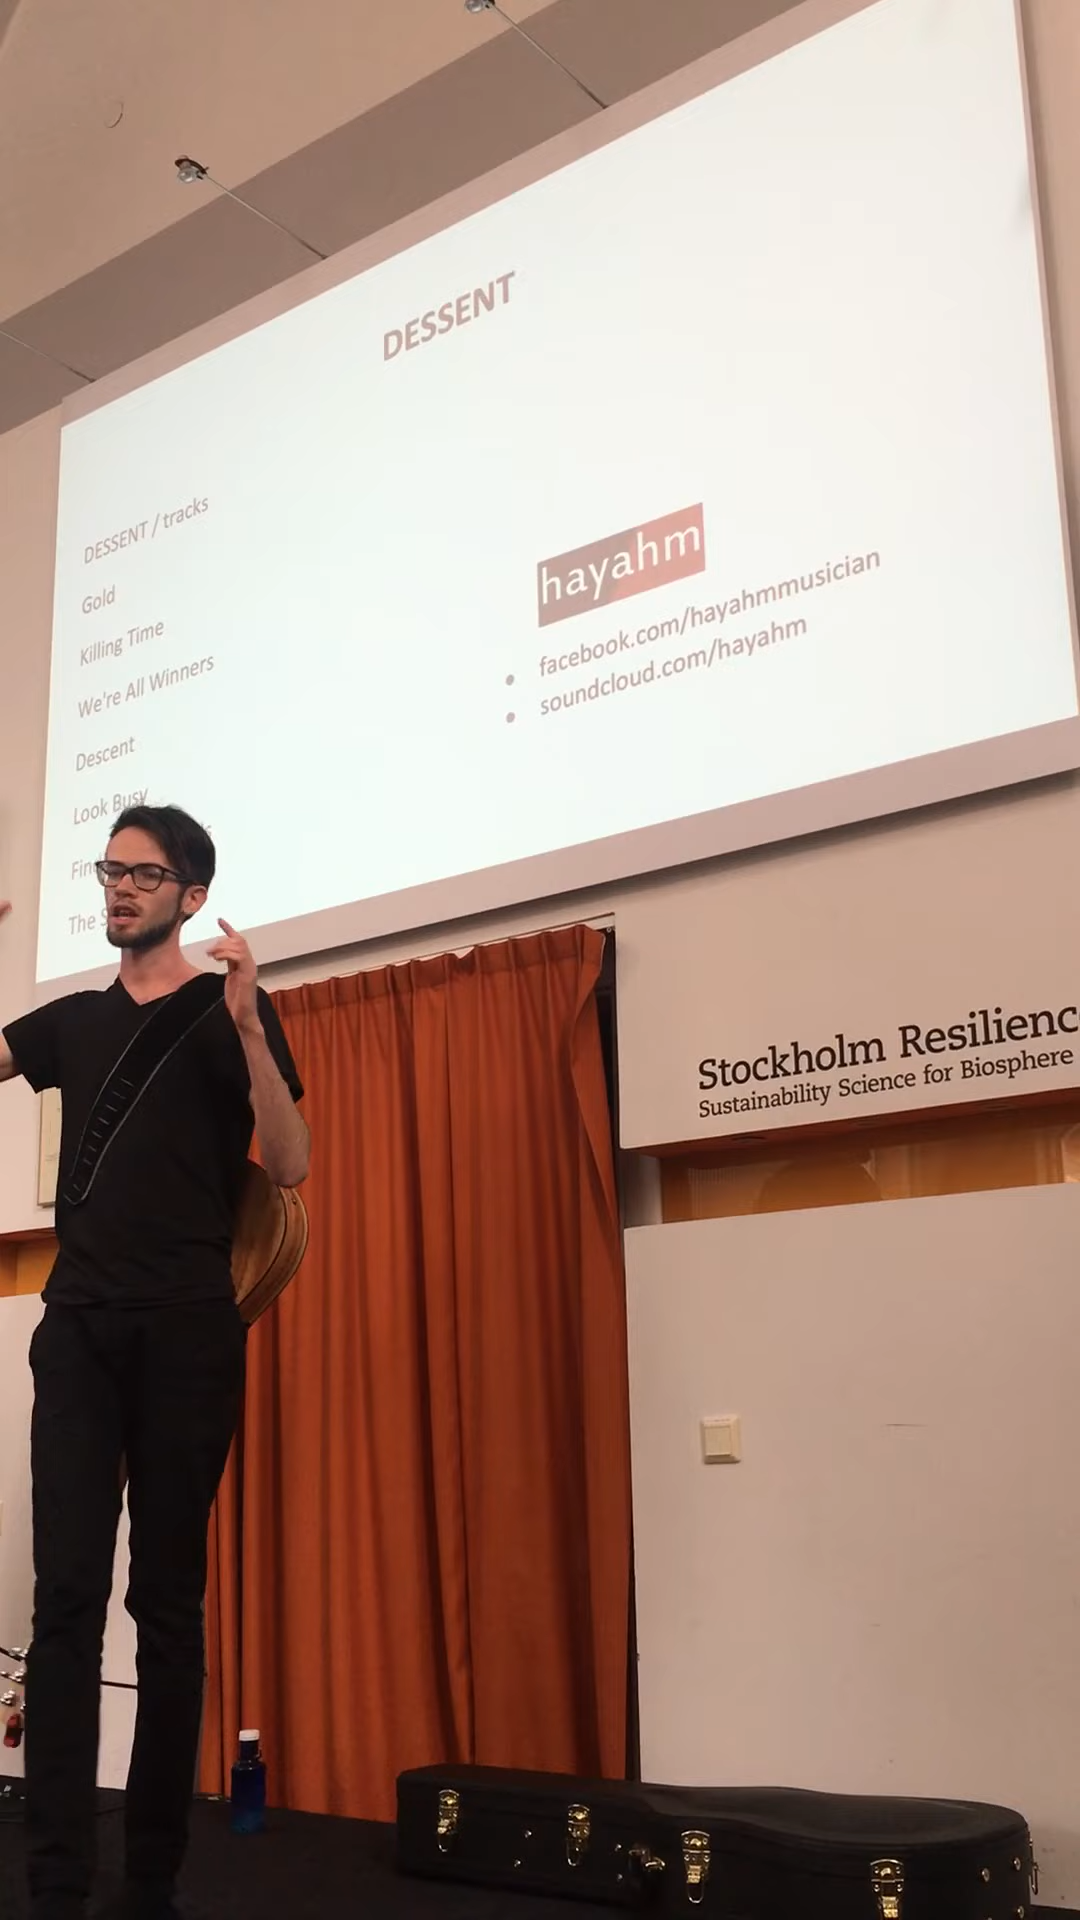 DESSENT
DESSENT / tracks
Gold
Killing Time
We're All Winners
Descent
Look Busy
The
hayahm
facebook.com/hayahmmusician
soundcloud.com/hayahm
Stockholm
Sustainability Science for Biosphere